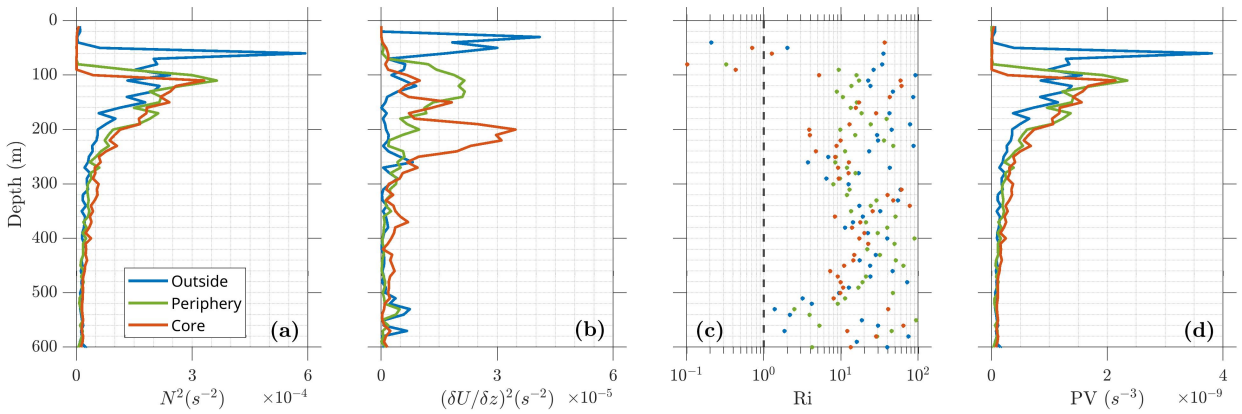 0
100
200
300
400
500
600
Depth (m)
Outside
Periphery
Core
(a)
0
3
6
N²(s⁻²)
×10⁻⁴
(b)
0
3
6
(δU/δz)²(s⁻²)
×10⁻⁵
(c)
10⁻¹
10⁰
10¹
10²
Ri
(d)
0
2
4
PV (s⁻³)
×10⁻⁹